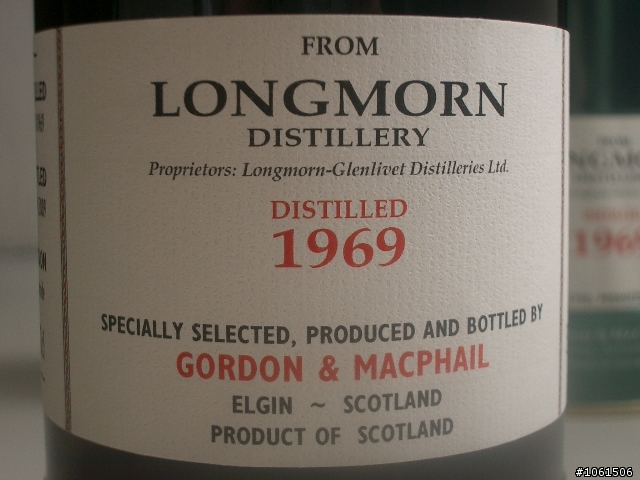 FROM
LONGMORN
DISTILLERY
Proprietors: Longmorn-Glenlivet Distilleries Ltd.
DISTILLED
1969
SPECIALLY SELECTED, PRODUCED AND BOTTLED BY
GORDON & MACPHAIL
ELGIN ~ SCOTLAND
PRODUCT OF SCOTLAND
#1061506